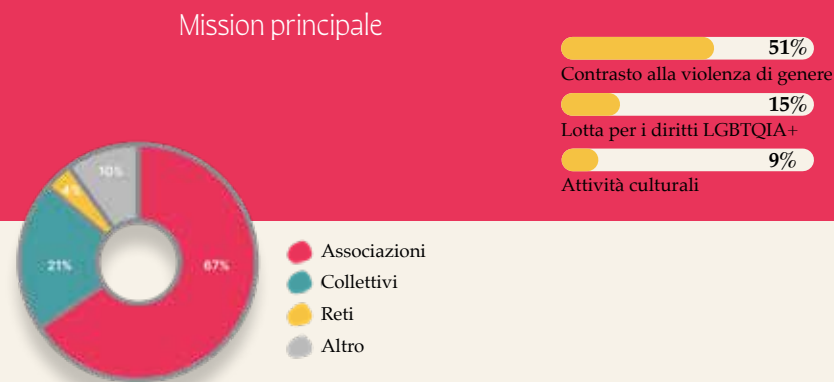 Mission principale
51%
Contrasto alla violenza di genere
15%
Lotta per i diritti LGBTQIA+
9%
Attività culturali
10%
4%
21%
67%
Associazioni
Collettivi
Reti
Altro